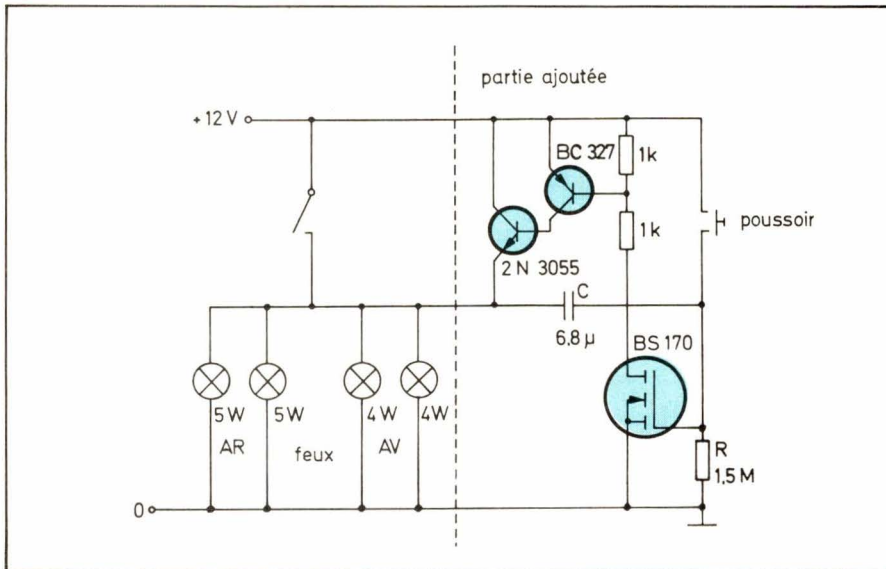 partie ajoutée
+12 V
BC 327
1k
1k
poussoir
2 N 3055
C
6,8 µ
BS 170
5W
5W
4W
4W
AR
feux
AV
R
1,5 M
0